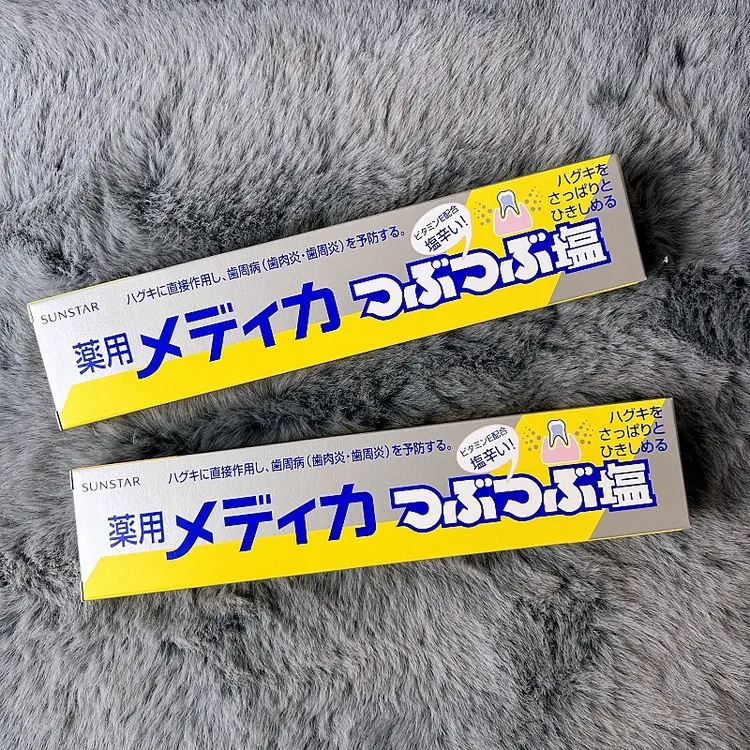 SUNSTAR
ハグキに直接作用し、歯周病(歯肉炎・歯周炎)を予防する。
薬用メディカ つぶつぶ塩
ビタミンE配合
塩辛い!
ハグキを
さっぱりと
ひきしめる
SUNSTAR
ハグキに直接作用し、歯周病(歯肉炎・歯周炎)を予防する。
薬用メディカ つぶつぶ塩
ビタミンE配合
塩辛い!
ハグキを
さっぱりと
ひきしめる